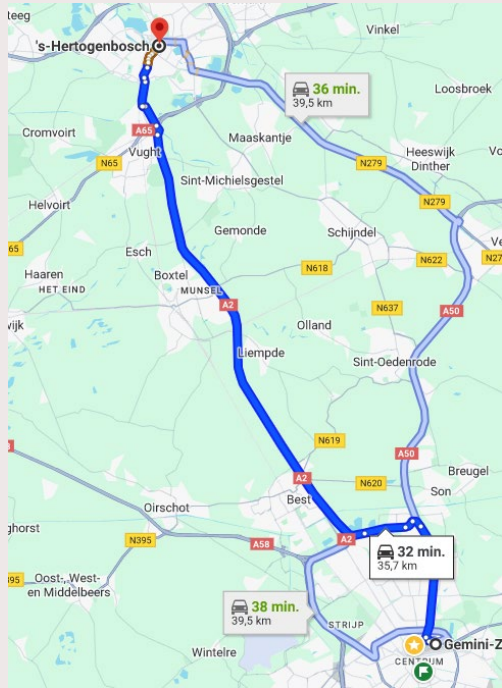 Steeg
Vinkel
's-Hertogenbosch
36 min.
39,5 km
Loosbroek
Cromvoirt
A65
Maaskantje
Vught
N65
N279
Heeswijk
Dinther
Sint-Michielsgestel
Helvoirt
N279
Gemonde
Schijndel
Esch
N622
Haaren
Boxtel
N618
HET EIND
MUNSEL
A2
N637
A50
Olland
Liempde
Sint-Oedenrode
N619
A50
A2
N620
Breugel
Best
Son
Oirschot
A2
N395
A58
32 min.
35,7 km
Oost-, West-
en Middelbeers
38 min.
39,5 km
STRIJP
Gemini-Z
Wintelre
CENTRUM